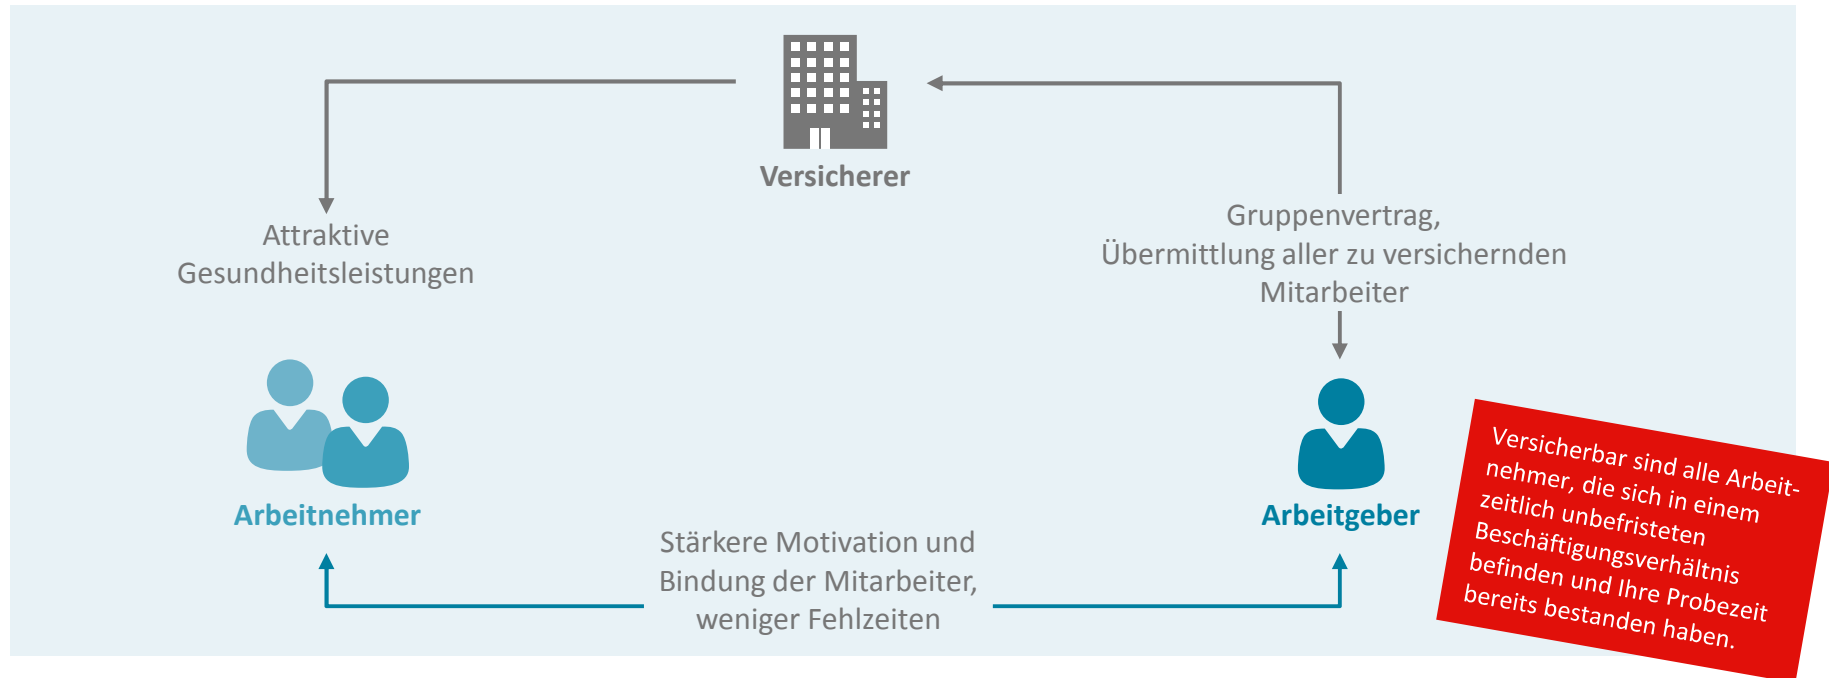 Versicherer
Attraktive
Gesundheitsleistungen
Gruppenvertrag,
Übermittlung aller zu versichernden
Mitarbeiter
Arbeitnehmer
Arbeitgeber
Stärkere Motivation und
Bindung der Mitarbeiter,
weniger Fehlzeiten
Versicherbar sind alle Arbeit-
nehmer, die sich in einem
zeitlich unbefristeten
Beschäftigungsverhältnis
befinden und Ihre Probezeit
bereits bestanden haben.